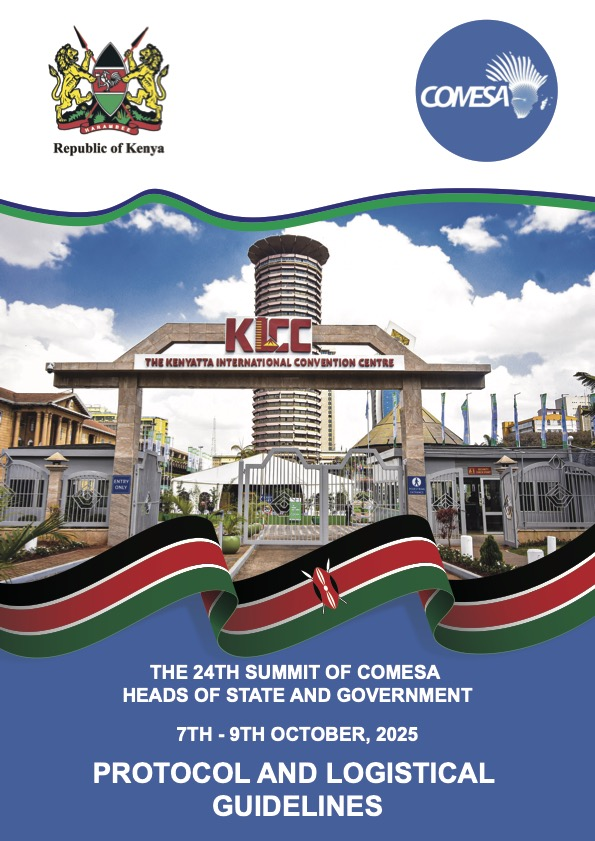 HARAMBEE
Republic of Kenya
COMESA
KICC
THE KENYATTA INTERNATIONAL CONVENTION CENTRE
ENTRY
ONLY
THE 24TH SUMMIT OF COMESA
HEADS OF STATE AND GOVERNMENT
7TH - 9TH OCTOBER, 2025
PROTOCOL AND LOGISTICAL
GUIDELINES